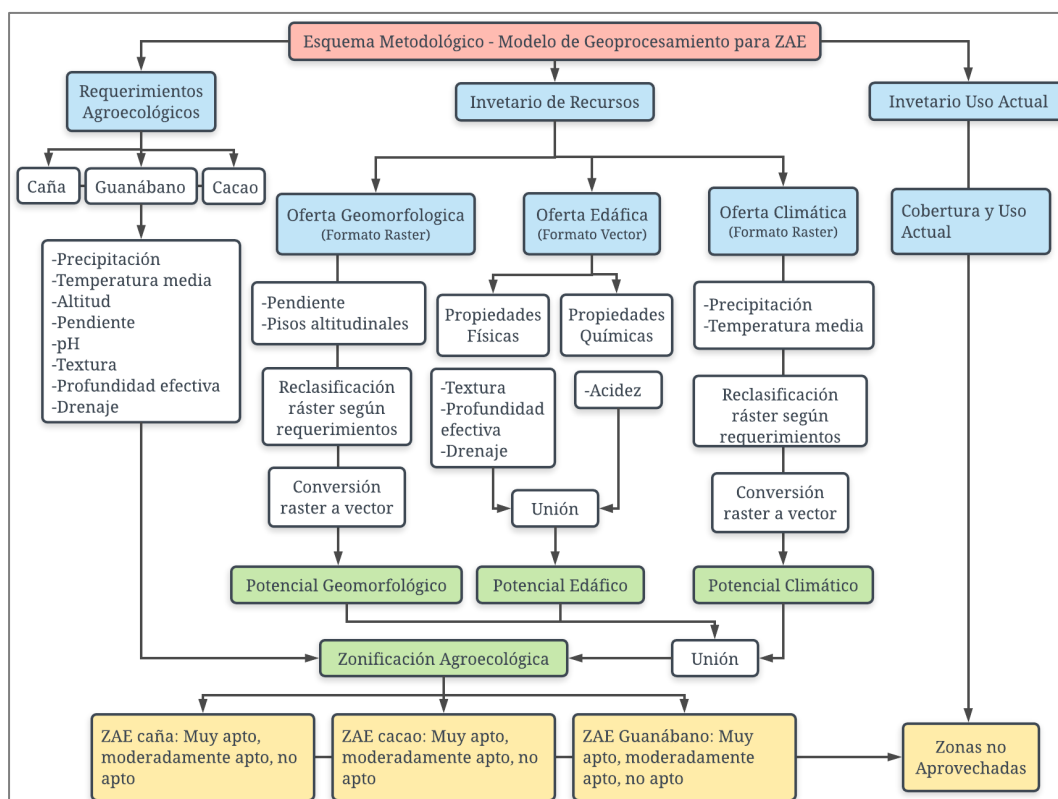 Esquema Metodológico - Modelo de Geoprocesamiento para ZAE
Requerimientos
Agroecológicos
Invetario de Recursos
Invetario Uso Actual
Caña
Guanábano
Cacao
Oferta Geomorfologica
(Formato Raster)
Oferta Edáfica
(Formato Vector)
Oferta Climática
(Formato Raster)
Cobertura y Uso
Actual
-Precipitación
-Temperatura media
-Altitud
-Pendiente
-pH
-Textura
-Profundidad efectiva
-Drenaje
-Pendiente
-Pisos altitudinales
Propiedades
Físicas
Propiedades
Químicas
-Precipitación
-Temperatura media
Reclasificación
ráster según
requerimientos
-Textura
-Profundidad
efectiva
-Drenaje
-Acidez
Reclasificación
ráster según
requerimientos
Conversión
raster a vector
Unión
Conversión
raster a vector
Potencial Geomorfológico
Potencial Edáfico
Potencial Climático
Zonificación Agroecológica
Unión
ZAE caña: Muy apto,
moderadamente apto, no
apto
ZAE cacao: Muy apto,
moderadamente apto, no
apto
ZAE Guanábano: Muy
apto, moderadamente
apto, no apto
Zonas no
Aprovechadas